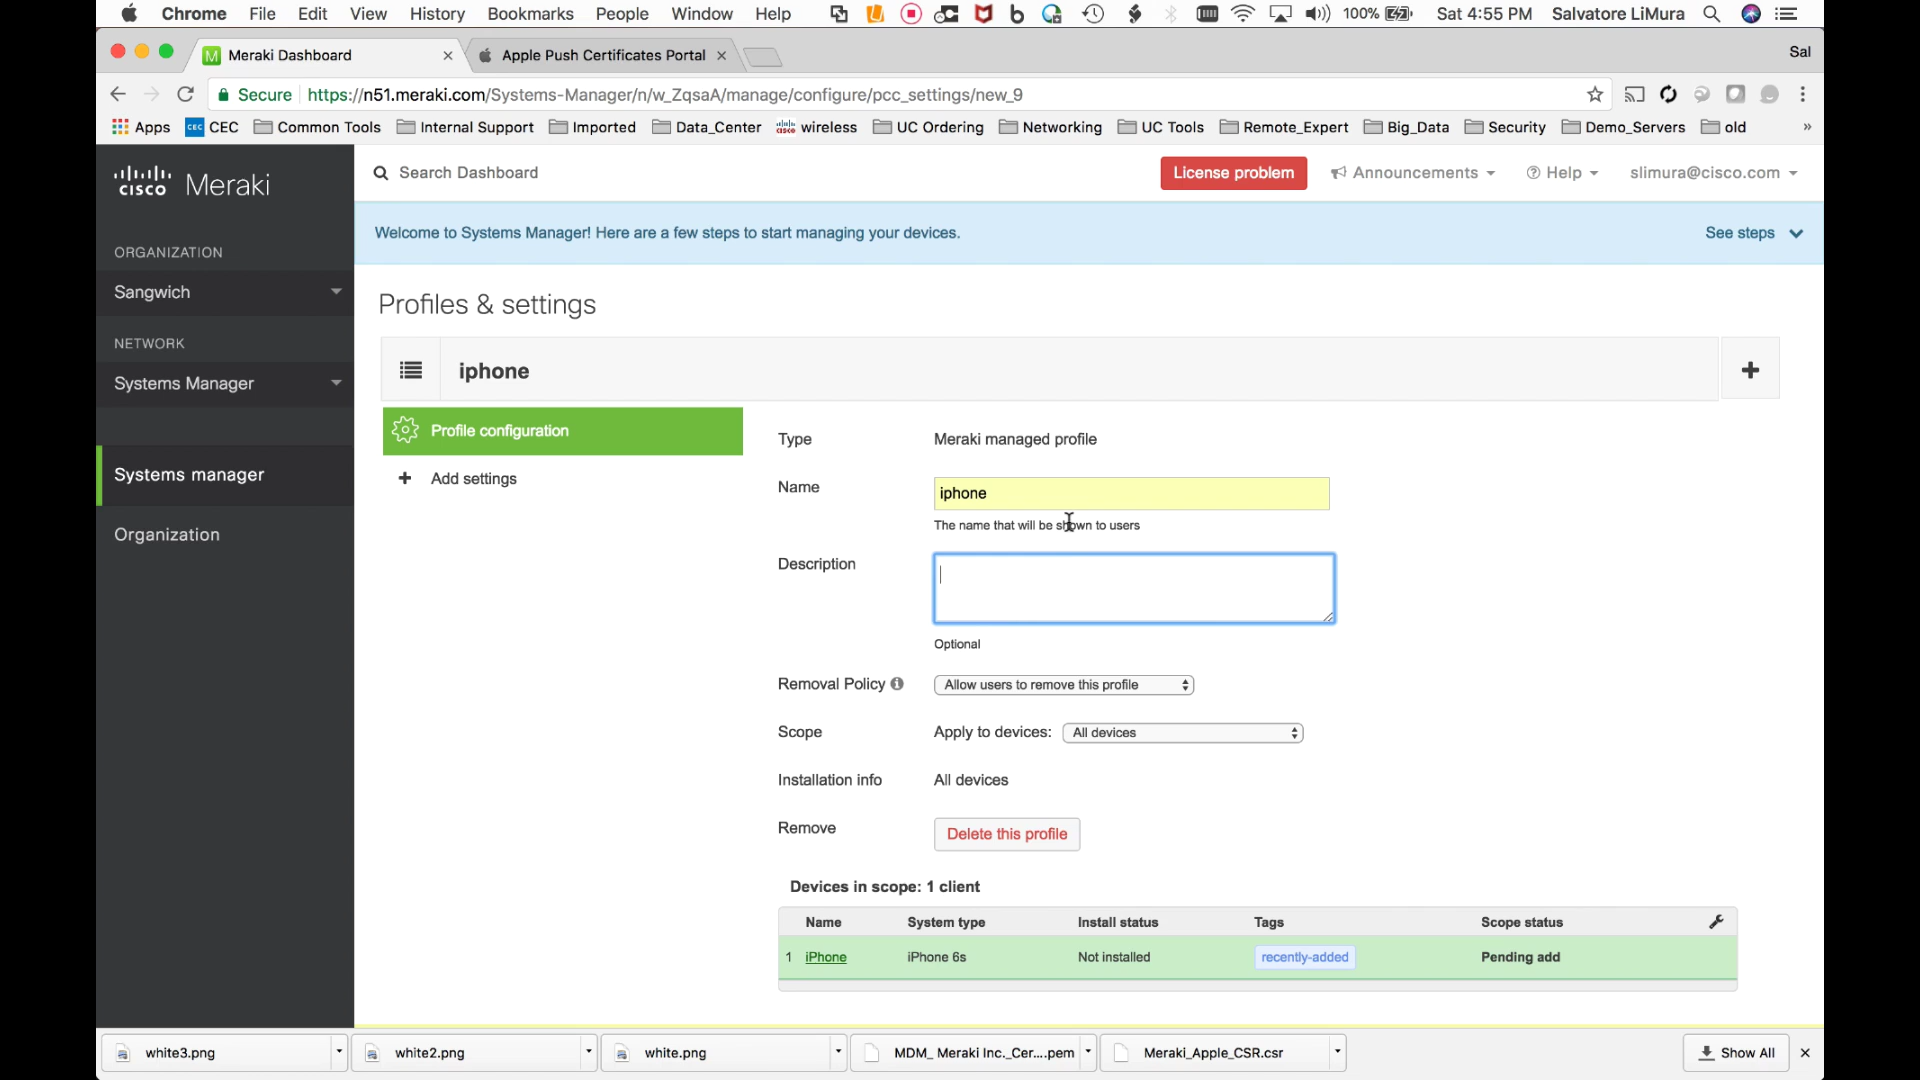 Chrome File Edit View History Bookmarks People Window Help 100% Sat 4:55 PM Salvatore LiMura
Meraki Dashboard Apple Push Certificates Portal Sal
Secure https://n51.meraki.com/Systems-Manager/n/w_ZqsaA/manage/configure/pcc_settings/new_9
Apps CEC CEC Common Tools Internal Support Imported Data_Center wireless UC Ordering Networking UC Tools Remote_Expert Big_Data Security Demo_Servers old »
cisco Meraki
Search Dashboard License problem Announcements Help slimura@cisco.com
Welcome to Systems Manager! Here are a few steps to start managing your devices. See steps
ORGANIZATION
Sangwich
NETWORK
Systems Manager
Systems manager
Organization
Profiles & settings
iphone
Profile configuration
Add settings
Type Meraki managed profile
Name iphone
The name that will be shown to users
Description
Optional
Removal Policy Allow users to remove this profile
Scope Apply to devices: All devices
Installation info All devices
Remove Delete this profile
Devices in scope: 1 client
Name System type Install status Tags Scope status
1 iPhone iPhone 6s Not installed recently-added Pending add
white3.png white2.png white.png MDM_ Meraki Inc._Cer....pem Meraki_Apple_CSR.csr Show All